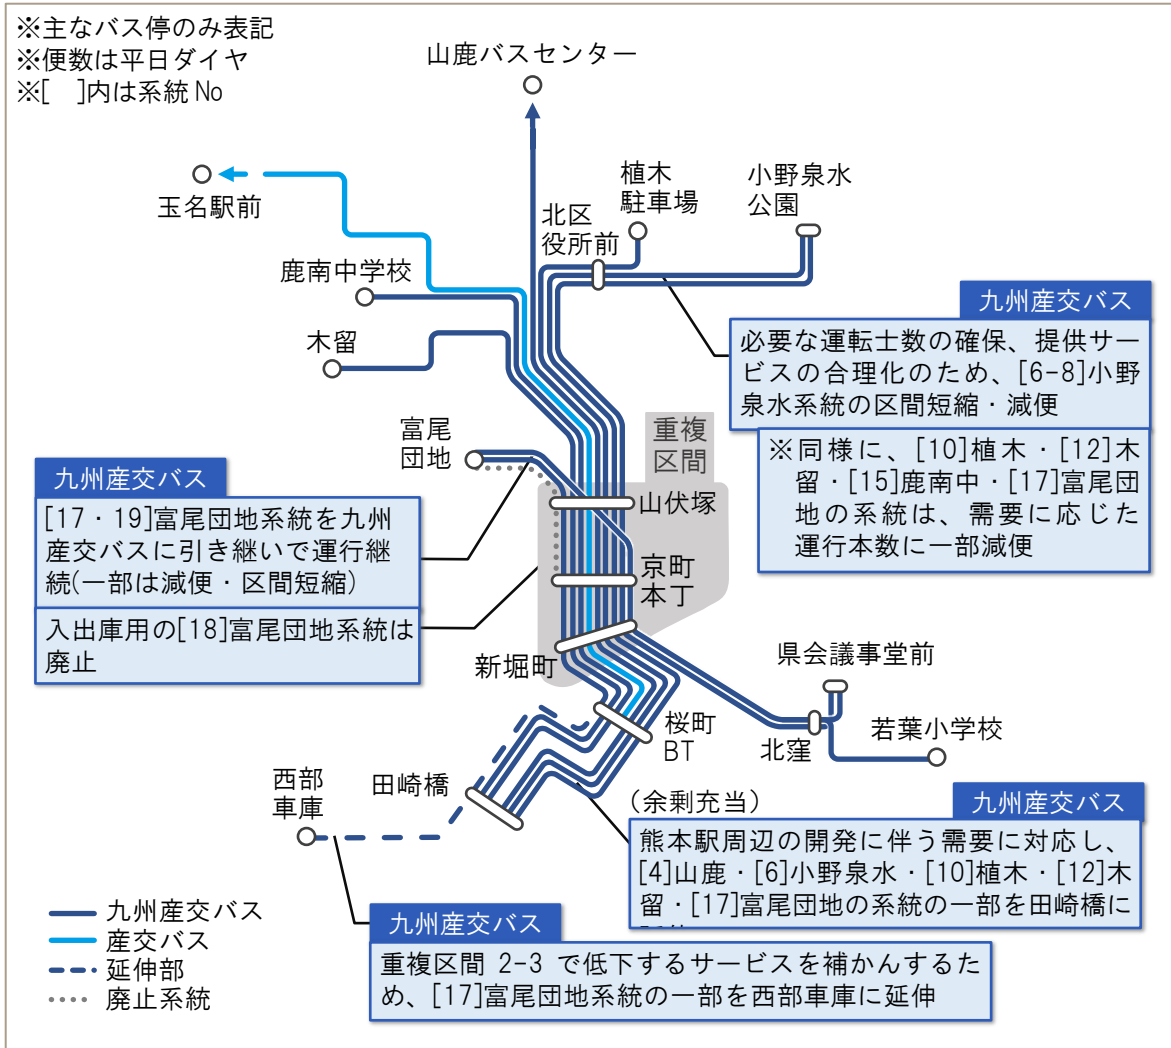 ※主なバス停のみ表記
※便数は平日ダイヤ
※[ ]内は系統 No
山鹿バスセンター
玉名駅前
北区
役所前
植木
駐車場
小野泉水
公園
鹿南中学校
木留
九州産交バス
必要な運転士数の確保、提供サー
ビスの合理化のため、[6-8]小野
泉水系統の区間短縮・減便
※同様に、[10]植木・[12]木
留・[15]鹿南中・[17]富尾団
地の系統は、需要に応じた
運行本数に一部減便
富尾
団地
重複
区間
山伏塚
京町
本丁
新堀町
九州産交バス
[17・19]富尾団地系統を九州
産交バスに引き継いで運行継
続(一部は減便・区間短縮)
入出庫用の[18]富尾団地系統は
廃止
県会議事堂前
北窪
若葉小学校
桜町
BT
田崎橋
西部
車庫
(余剰充当)
九州産交バス
熊本駅周辺の開発に伴う需要に対応し、
[4]山鹿・[6]小野泉水・[10]植木・[12]木
留・[17]富尾団地の系統の一部を田崎橋に
九州産交バス
重複区間 2-3 で低下するサービスを補かんするた
め、[17]富尾団地系統の一部を西部車庫に延伸
九州産交バス
産交バス
延伸部
廃止系統